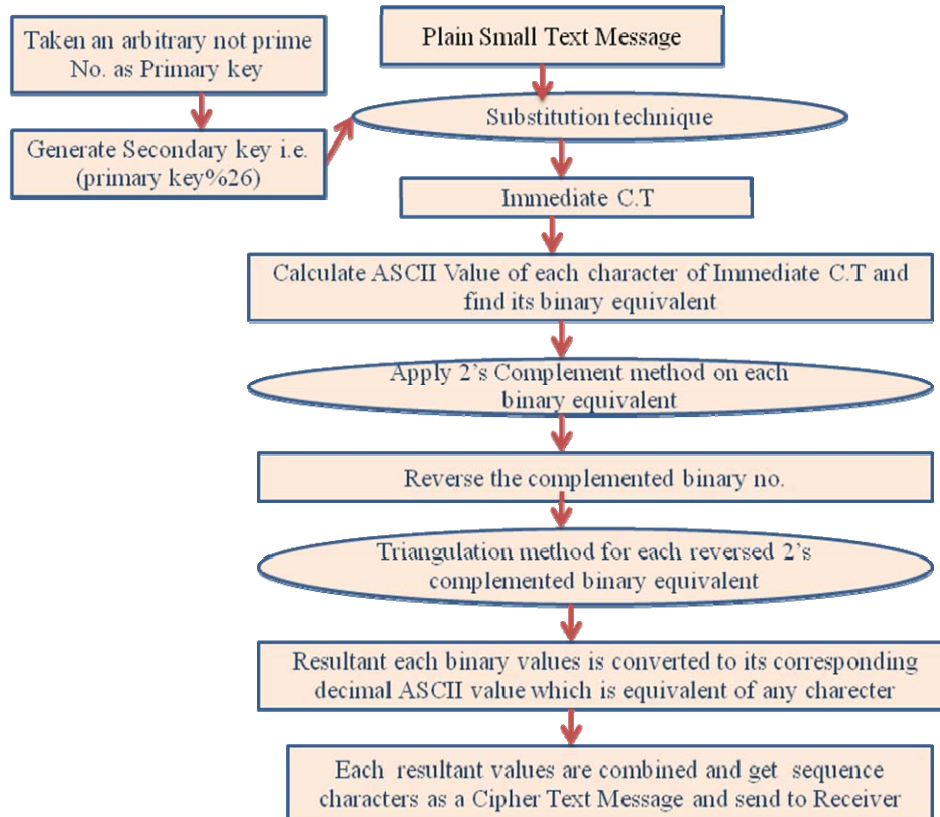 Taken an arbitrary not prime
No. as Primary key
Plain Small Text Message
Generate Secondary key i.e.
(primary key%26)
Substitution technique
Immediate C.T
Calculate ASCII Value of each character of Immediate C.T and
find its binary equivalent
Apply 2's Complement method on each
binary equivalent
Reverse the complemented binary no.
Triangulation method for each reversed 2's
complemented binary equivalent
Resultant each binary values is converted to its corresponding
decimal ASCII value which is equivalent of any charecter
Each resultant values are combined and get sequence
characters as a Cipher Text Message and send to Receiver